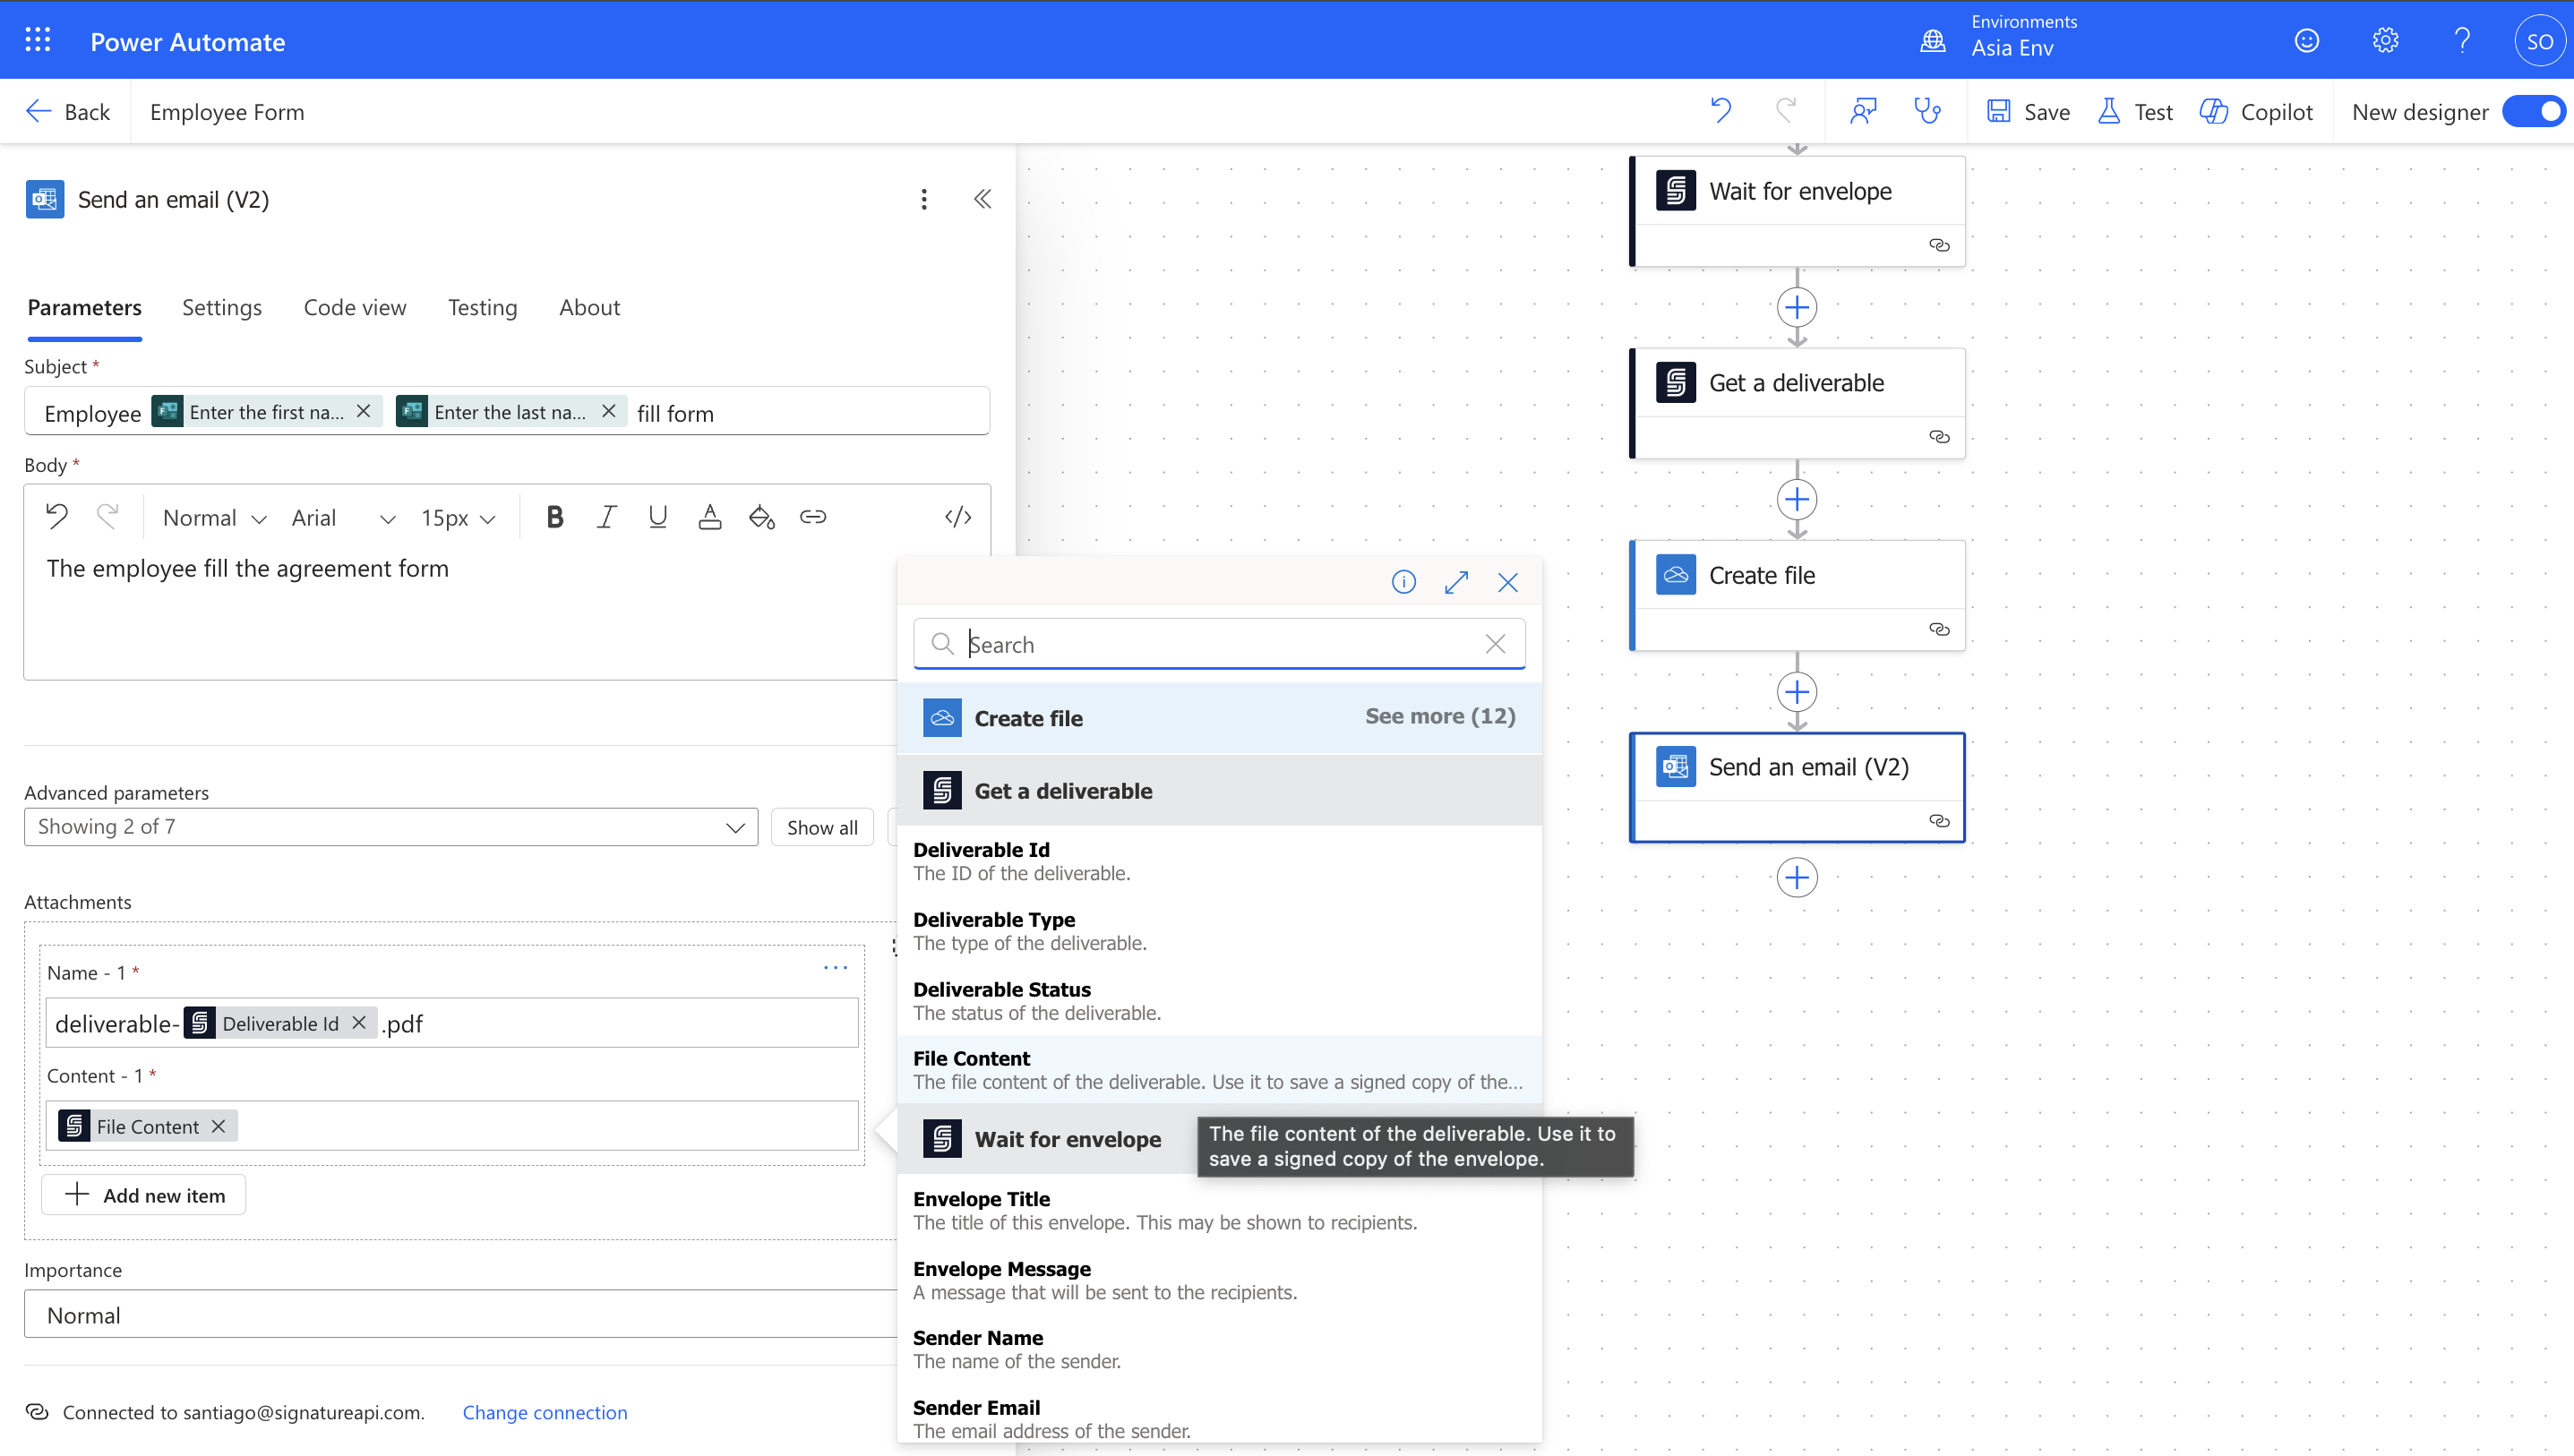 Power Automate
Environments
Asia Env
SO
Back
Employee Form
Save
Test
Copilot
New designer
Send an email (V2)
Parameters
Settings
Code view
Testing
About
Subject *
Employee Enter the first na... Enter the last na... fill form
Body *
Normal
Arial
15px
The employee fill the agreement form
Advanced parameters
Showing 2 of 7
Show all
Attachments
Name - 1 *
deliverable- Deliverable Id .pdf
Content - 1 *
File Content
Add new item
Importance
Normal
Connected to santiago@signatureapi.com.
Change connection
Search
Create file
See more (12)
Get a deliverable
Deliverable Id
The ID of the deliverable.
Deliverable Type
The type of the deliverable.
Deliverable Status
The status of the deliverable.
File Content
The file content of the deliverable. Use it to save a signed copy of the...
Wait for envelope
The file content of the deliverable. Use it to
save a signed copy of the envelope.
Envelope Title
The title of this envelope. This may be shown to recipients.
Envelope Message
A message that will be sent to the recipients.
Sender Name
The name of the sender.
Sender Email
The email address of the sender.
Wait for envelope
Get a deliverable
Create file
Send an email (V2)